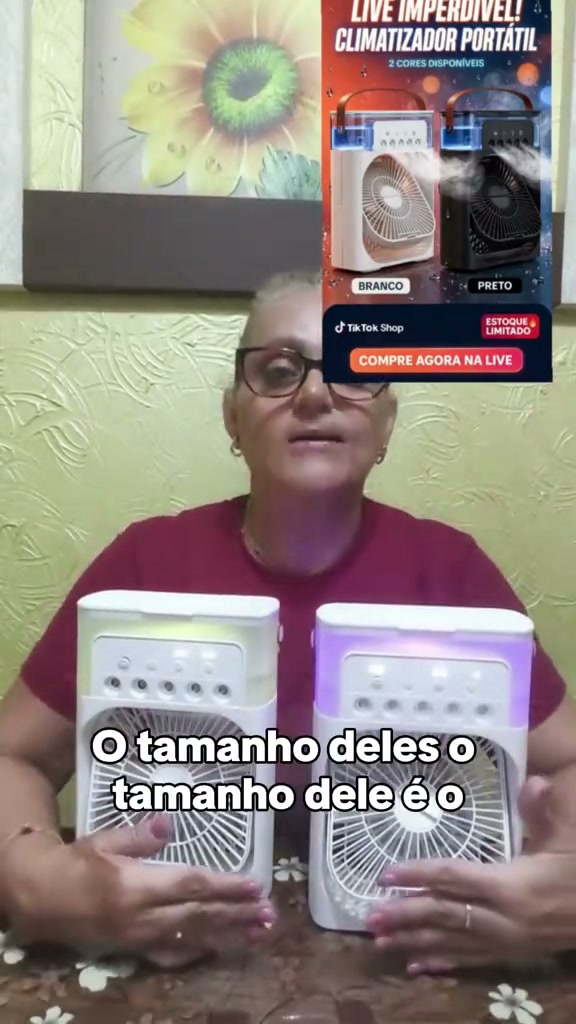 LIVE IMPERDÍVEL!
CLIMATIZADOR PORTÁTIL
2 CORES DISPONÍVEIS
BRANCO
PRETO
TikTok Shop
ESTOQUE
LIMITADO
COMPRE AGORA NA LIVE
O tamanho deles o
tamanho dele é o